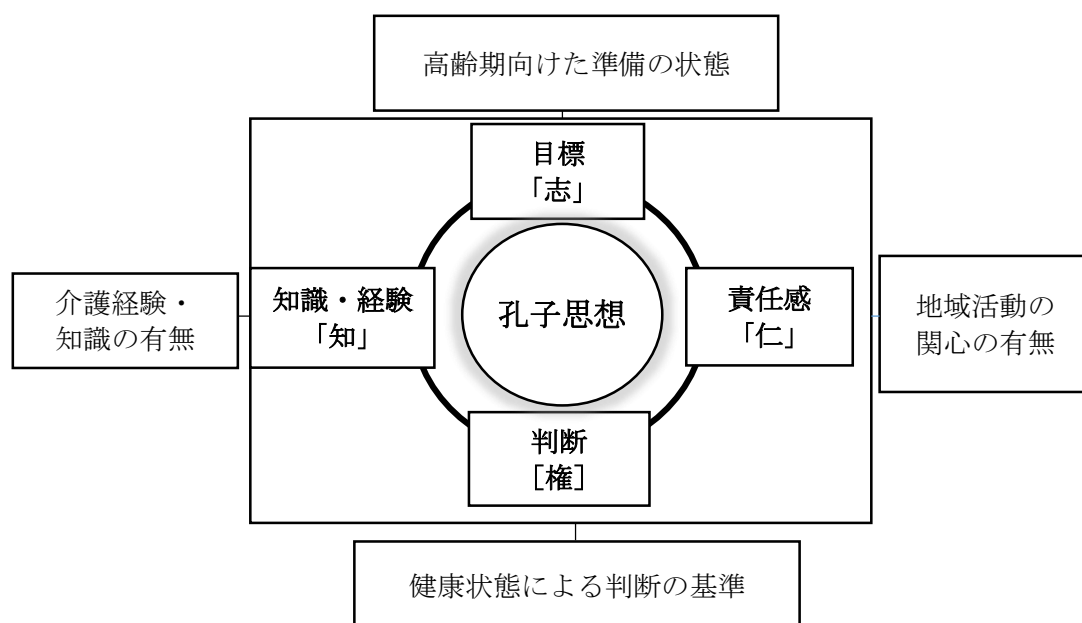 高齢期向けた準備の状態
目標
「志」
介護経験・
知識の有無
知識・経験
「知」
孔子思想
責任感
「仁」
地域活動の
関心の有無
判断
［権］
健康状態による判断の基準